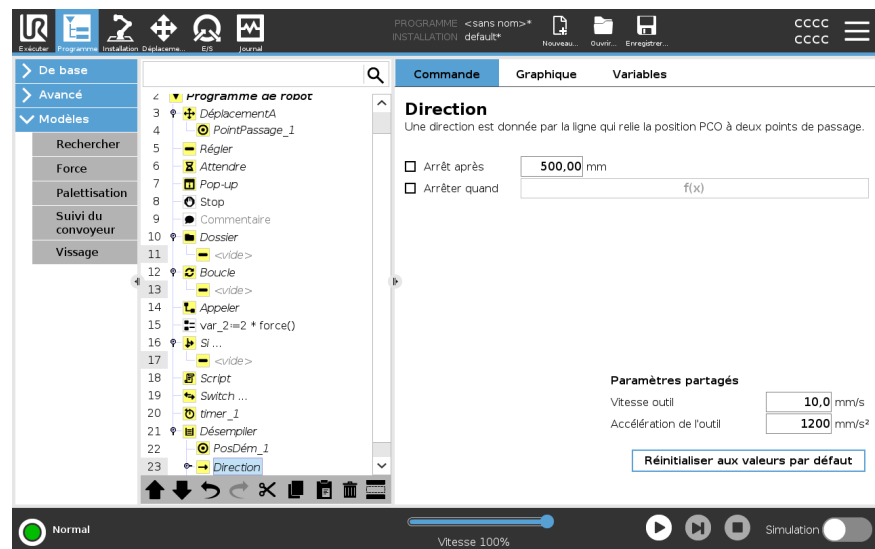 PROGRAMME <sans nom>*
INSTALLATION default*
UR
Exécuter
Programme
Installation
Déplaceme...
E/S
Journal
Nouveau...
Ouvrir...
Enregistrer...
CCCC
CCCC
De base
Avancé
Modèles
Rechercher
Force
Palettisation
Suivi du
convoyeur
Vissage
2 Programme de robot
3 DéplacementA
4 PointPassage_1
5 Régler
6 Attendre
7 Pop-up
8 Stop
9 Commentaire
10 Dossier
11 <vide>
12 Boucle
13 <vide>
14 Appeler
15 var_2:=2 * force()
16 Si ...
17 <vide>
18 Script
19 Switch ...
20 timer_1
21 Désempiler
22 PosDém_1
23 Direction
Commande
Graphique
Variables
Direction
Une direction est donnée par la ligne qui relie la position PCO à deux points de passage.
Arrêt après 500,00 mm
Arrêter quand f(x)
Paramètres partagés
Vitesse outil 10,0 mm/s
Accélération de l'outil 1200 mm/s²
Réinitialiser aux valeurs par défaut
Normal
Vitesse 100%
Simulation